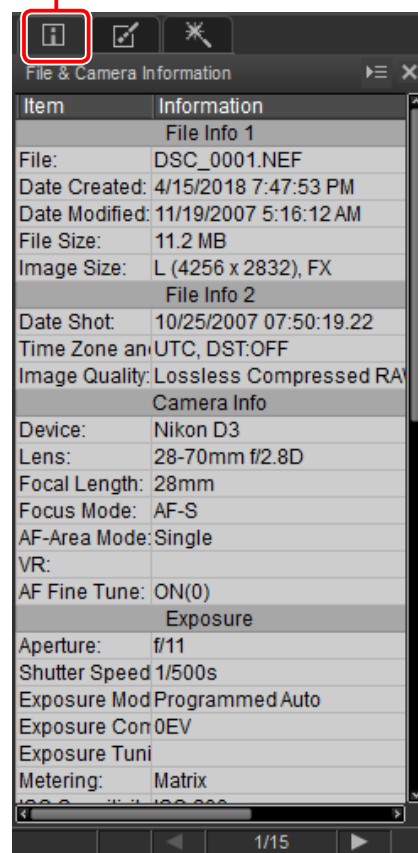 File & Camera Information
Item Information
File Info 1
File: DSC_0001.NEF
Date Created: 4/15/2018 7:47:53 PM
Date Modified: 11/19/2007 5:16:12 AM
File Size: 11.2 MB
Image Size: L (4256 x 2832), FX
File Info 2
Date Shot: 10/25/2007 07:50:19.22
Time Zone an UTC, DST:OFF
Image Quality: Lossless Compressed RA
Camera Info
Device: Nikon D3
Lens: 28-70mm f/2.8D
Focal Length: 28mm
Focus Mode: AF-S
AF-Area Mode: Single
VR:
AF Fine Tune: ON(0)
Exposure
Aperture: f/11
Shutter Speed 1/500s
Exposure Mod Programmed Auto
Exposure Com 0EV
Exposure Tuni
Metering: Matrix
1/15